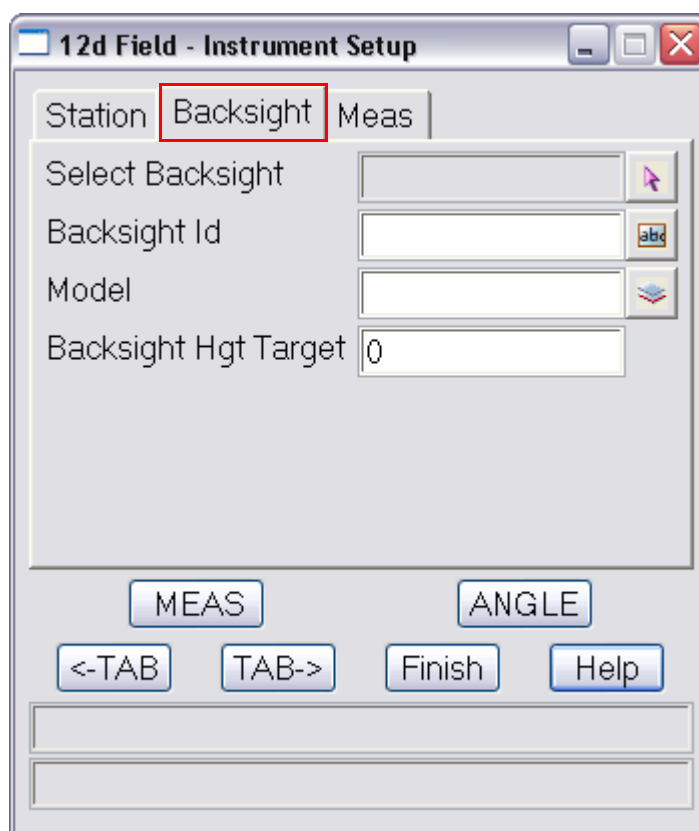 12d Field - Instrument Setup
Station Backsight Meas
Select Backsight
Backsight Id abc
Model
Backsight Hgt Target 0
MEAS ANGLE
<-TAB TAB-> Finish Help